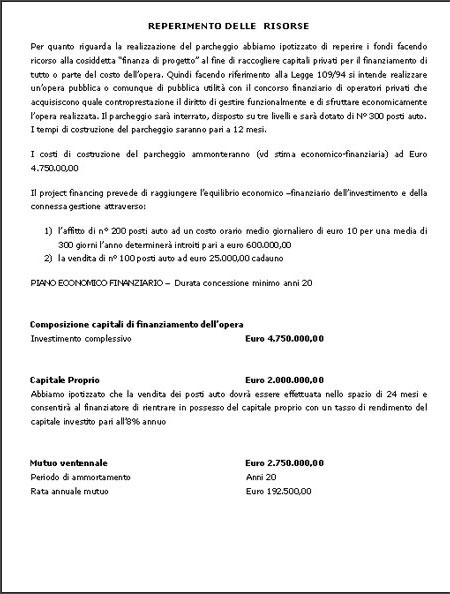 REPERIMENTO DELLE RISORSE
Per quanto riguarda la realizzazione del parcheggio abbiamo ipotizzato di reperire i fondi facendo
ricorso alla cosiddetta "finanza di progetto" al fine di raccogliere capitali privati per il finanziamento di
tutto o parte del costo dell'opera. Quindi facendo riferimento alla Legge 109/94 si intende realizzare
un'opera pubblica o comunque di pubblica utilità con il concorso finanziario di operatori privati che
acquisiscono quale controprestazione il diritto di gestire funzionalmente e di sfruttare economicamente
l'opera realizzata. Il parcheggio sarà interrato, disposto su tre livelli e sarà dotato di N° 300 posti auto.
I tempi di costruzione del parcheggio saranno pari a 12 mesi.
I costi di costruzione del parcheggio ammonteranno (vd stima economico-finanziaria) ad Euro
4.750.00,00
Il project financing prevede di raggiungere l'equilibrio economico –finanziario dell'investimento e della
connessa gestione attraverso:
1) l'affitto di n° 200 posti auto ad un costo orario medio giornaliero di euro 10 per una media di
300 giorni l'anno determinerà introiti pari a euro 600.000,00
2) la vendita di n° 100 posti auto ad euro 25.000,00 cadauno
PIANO ECONOMICO FINANZIARIO – Durata concessione minimo anni 20
Composizione capitali di finanziamento dell'opera
Investimento complessivo Euro 4.750.000,00
Capitale Proprio Euro 2.000.000,00
Abbiamo ipotizzato che la vendita dei posti auto dovrà essere effettuata nello spazio di 24 mesi e
consentirà al finanziatore di rientrare in possesso del capitale proprio con un tasso di rendimento del
capitale investito pari all'8% annuo
Mutuo ventennale Euro 2.750.000,00
Periodo di ammortamento Anni 20
Rata annuale mutuo Euro 192.500,00